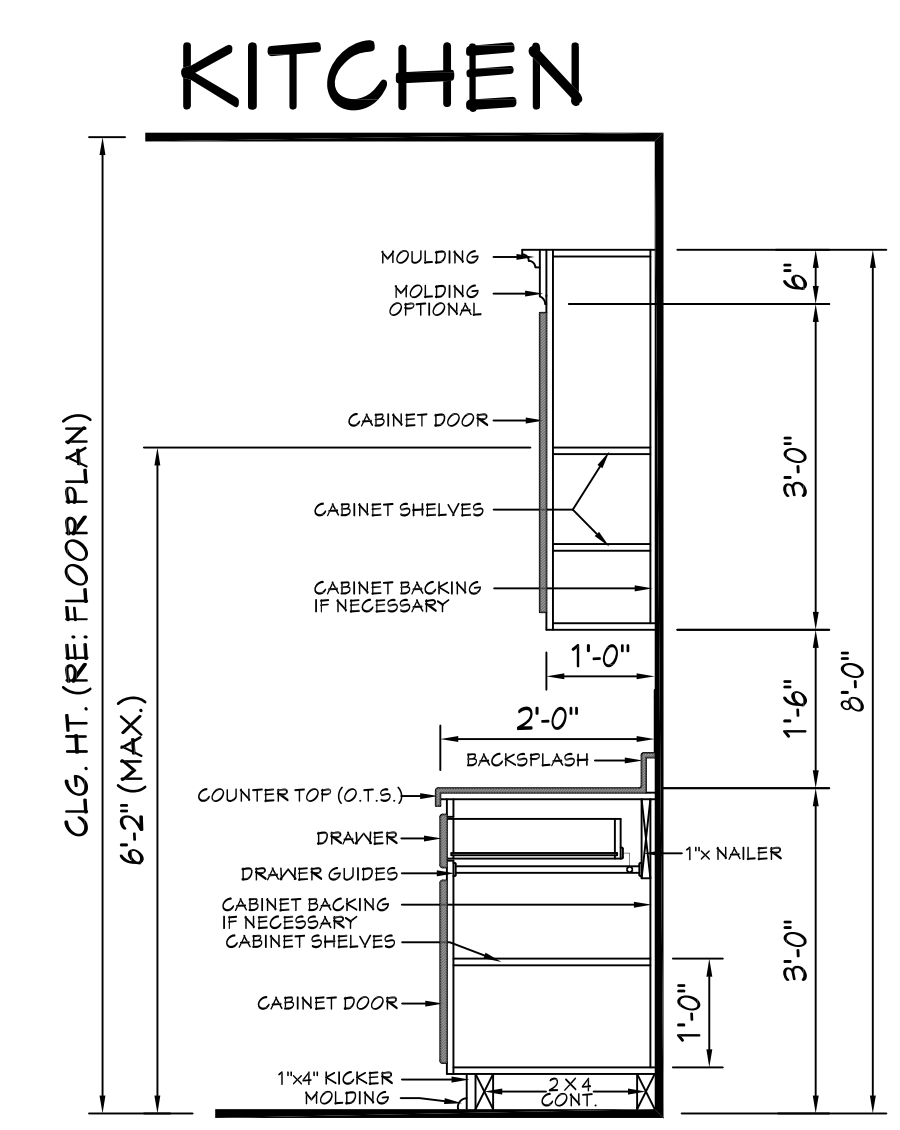 KITCHEN
MOULDING
6"
MOLDING
OPTIONAL
CABINET DOOR
3'-0"
CLG. HT. (RE: FLOOR PLAN)
CABINET SHELVES
CABINET BACKING
IF NECESSARY
1'-0"
8'-0"
1'-6"
2'-0"
6'-2" (MAX.)
BACKSPLASH
COUNTER TOP (O.T.S.)
DRAWER
1"x NAILER
DRAWER GUIDES
CABINET BACKING
IF NECESSARY
CABINET SHELVES
3'-0"
CABINET DOOR
1'-0"
1"x4" KICKER
2 X 4
CONT.
MOLDING